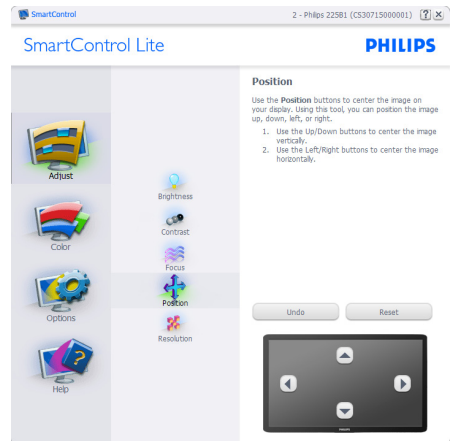 SmartControl
2 - Philips 225B1 (CS30715000001) ? ×
SmartControl Lite
PHILIPS
Adjust
Color
Options
Help
Brightness
Contrast
Focus
Position
Resolution
Position
Use the Position buttons to center the image on
your display. Using this tool, you can position the image
up, down, left, or right.
1. Use the Up/Down buttons to center the image
vertically.
2. Use the Left/Right buttons to center the image
horizontally.
Undo
Reset
PHILIPS